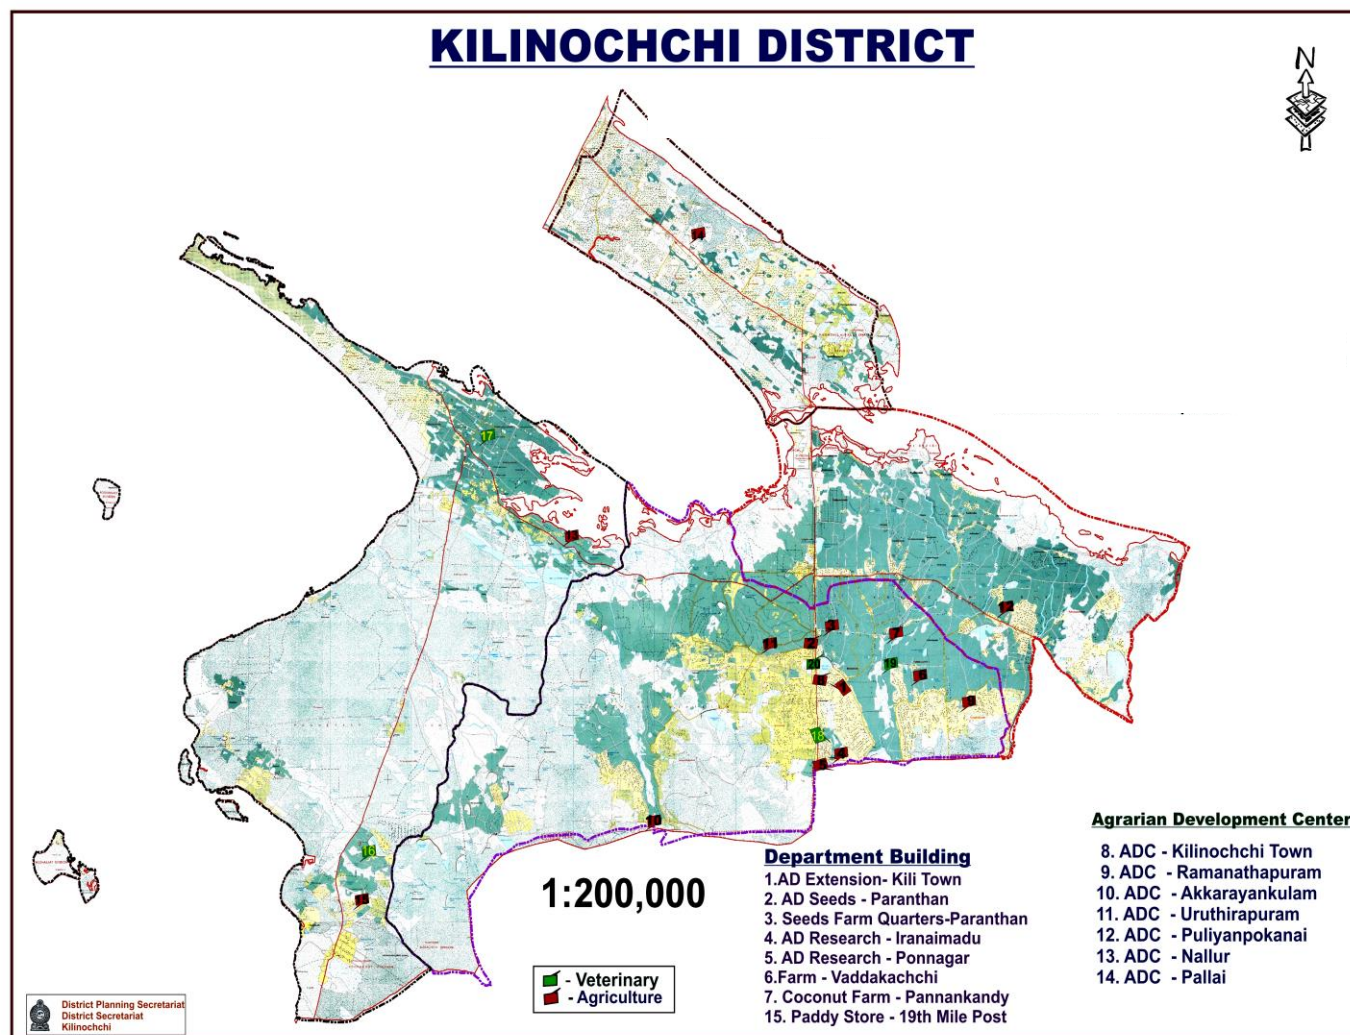 KILINOCHCHI DISTRICT
N
17
20
19
18
16
1:200,000
- Veterinary
- Agriculture
Department Building
1.AD Extension- Kili Town
2. AD Seeds - Paranthan
3. Seeds Farm Quarters-Paranthan
4. AD Research - Iranaimadu
5. AD Research - Ponnagar
6.Farm - Vaddakachchi
7. Coconut Farm - Pannankandy
15. Paddy Store - 19th Mile Post
Agrarian Development Center
8. ADC - Kilinochchi Town
9. ADC - Ramanathapuram
10. ADC - Akkarayankulam
11. ADC - Uruthirapuram
12. ADC - Puliyanpokanai
13. ADC - Nallur
14. ADC - Pallai
District Planning Secretariat
District Secretariat
Kilinochchi